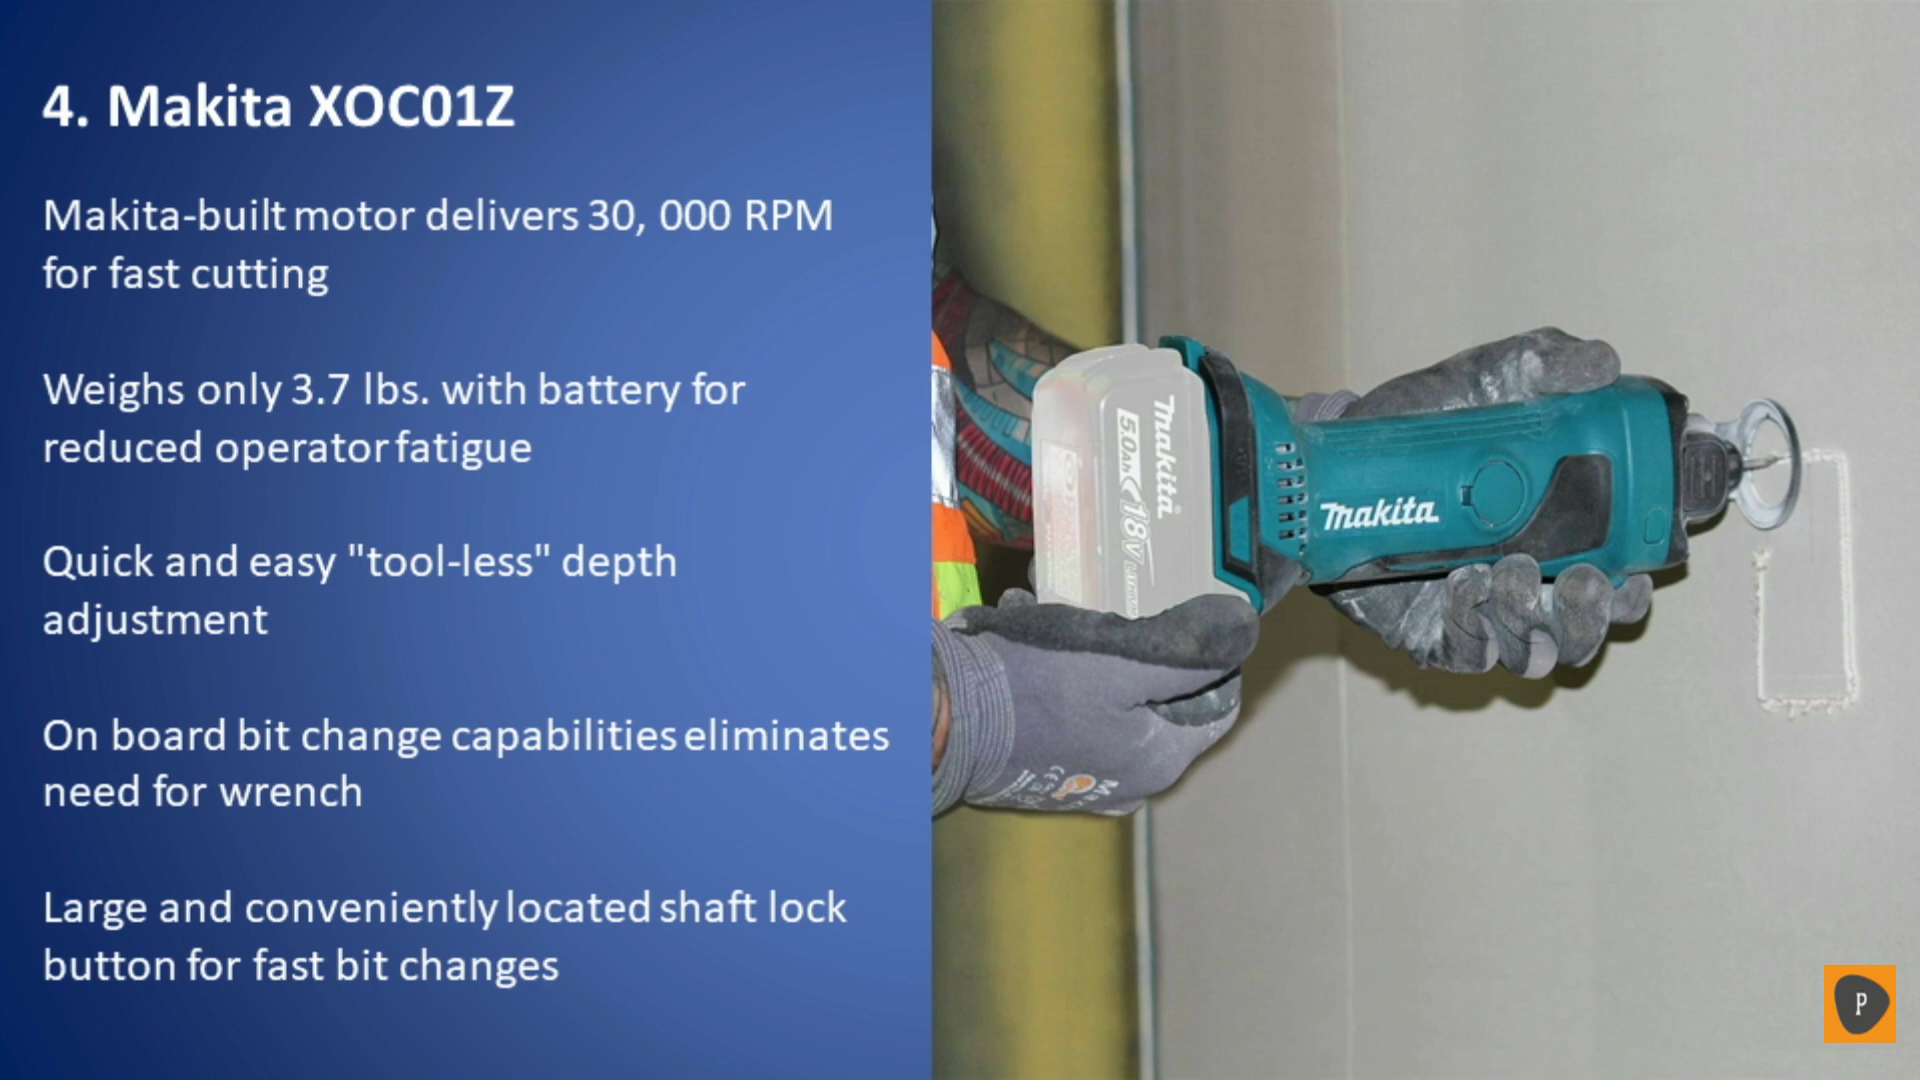 4. Makita XOC01Z
Makita-built motor delivers 30, 000 RPM
for fast cutting
Weighs only 3.7 lbs. with battery for
reduced operator fatigue
Quick and easy "tool-less" depth
adjustment
On board bit change capabilities eliminates
need for wrench
Large and conveniently located shaft lock
button for fast bit changes
Makita
5.0Ah 18V
Makita
CE
P